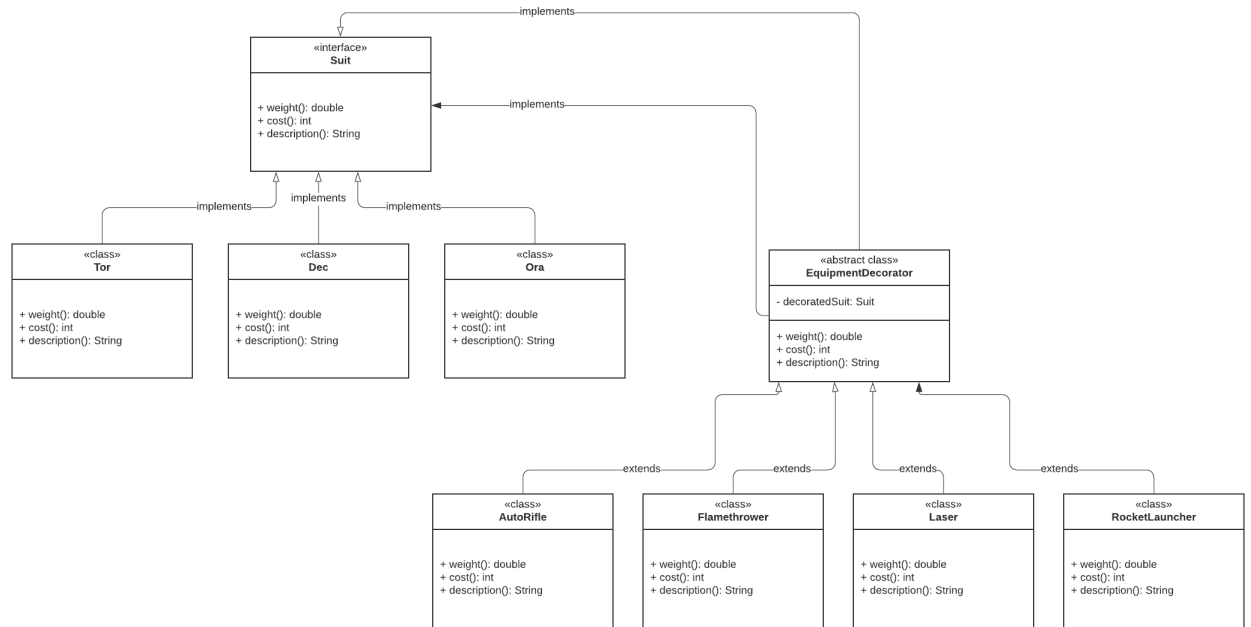 implements
«interface»
Suit
+ weight(): double
+ cost(): int
+ description(): String
implements
implements
implements
implements
«class»
Tor
+ weight(): double
+ cost(): int
+ description(): String
«class»
Dec
+ weight(): double
+ cost(): int
+ description(): String
«class»
Ora
+ weight(): double
+ cost(): int
+ description(): String
«abstract class»
EquipmentDecorator
- decoratedSuit: Suit
+ weight(): double
+ cost(): int
+ description(): String
extends
extends
extends
extends
«class»
AutoRifle
+ weight(): double
+ cost(): int
+ description(): String
«class»
Flamethrower
+ weight(): double
+ cost(): int
+ description(): String
«class»
Laser
+ weight(): double
+ cost(): int
+ description(): String
«class»
RocketLauncher
+ weight(): double
+ cost(): int
+ description(): String